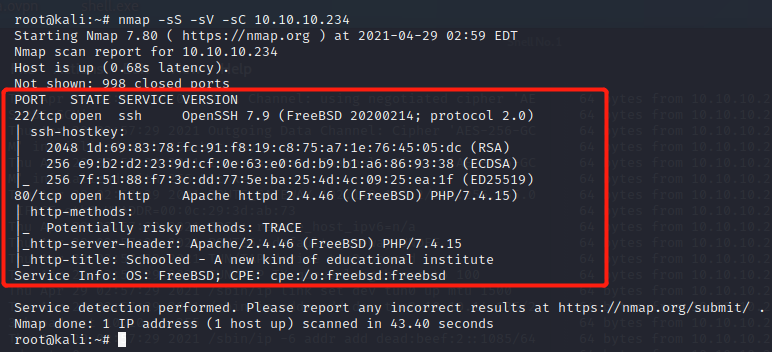 root@kali:~# nmap -sS -sV -sC 10.10.10.234
Starting Nmap 7.80 ( https://nmap.org ) at 2021-04-29 02:59 EDT
Nmap scan report for 10.10.10.234
Host is up (0.68s latency).
Not shown: 998 closed ports
PORT   STATE SERVICE VERSION
22/tcp open  ssh     OpenSSH 7.9 (FreeBSD 20200214; protocol 2.0)
| ssh-hostkey:
|   2048 1d:69:83:78:fc:91:f8:19:c8:75:a7:1e:76:45:05:dc (RSA)
|   256 e9:b2:d2:23:9d:cf:0e:63:e0:6d:b9:b1:a6:86:93:38 (ECDSA)
|_  256 7f:51:88:f7:3c:dd:77:5e:ba:25:4d:4c:09:25:ea:1f (ED25519)
80/tcp open  http    Apache httpd 2.4.46 ((FreeBSD) PHP/7.4.15)
| http-methods:
|_  Potentially risky methods: TRACE
|_http-server-header: Apache/2.4.46 (FreeBSD) PHP/7.4.15
|_http-title: Schooled - A new kind of educational institute
Service Info: OS: FreeBSD; CPE: cpe:/o:freebsd:freebsd
Service detection performed. Please report any incorrect results at https://nmap.org/submit/ .
Nmap done: 1 IP address (1 host up) scanned in 43.40 seconds
root@kali:~#